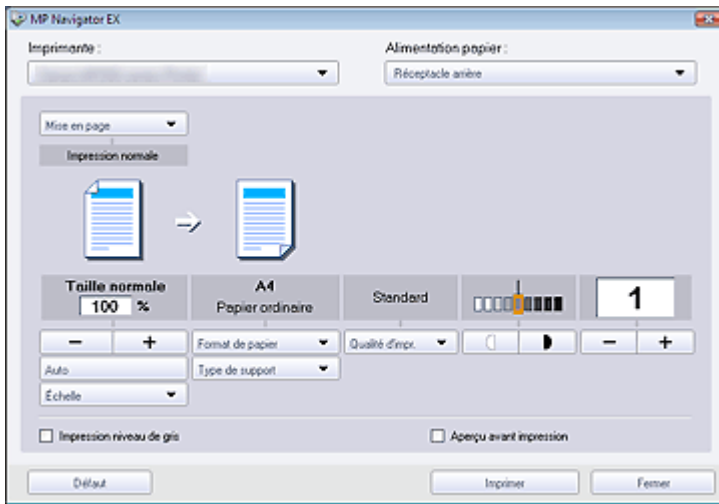 MP Navigator EX
Imprimante :
Alimentation papier :
Réceptacle arrière
Mise en page
Impression normale
Taille normale
100 %
A4
Papier ordinaire
Standard
1
− +
Format de papier
Qualité d'impr.
− +
Auto
Type de support
Échelle
Impression niveau de gris
Aperçu avant impression
Défaut
Imprimer
Fermer